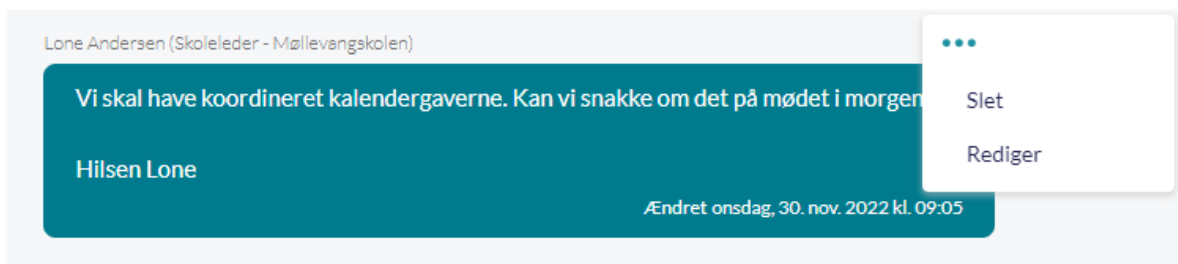 Lone Andersen (Skoleleder - Møllevangskolen)
Vi skal have koordineret kalendergaverne. Kan vi snakke om det på mødet i morgen
Hilsen Lone
Ændret onsdag, 30. nov. 2022 kl. 09:05
•••
Slet
Rediger